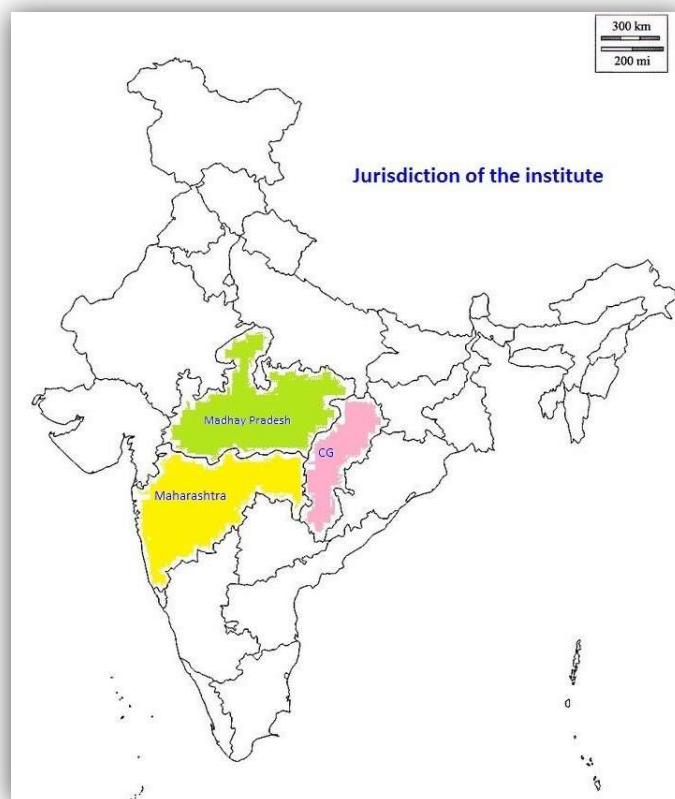 300 km
200 mi
Jurisdiction of the institute
Madhay Pradesh
CG
Maharashtra